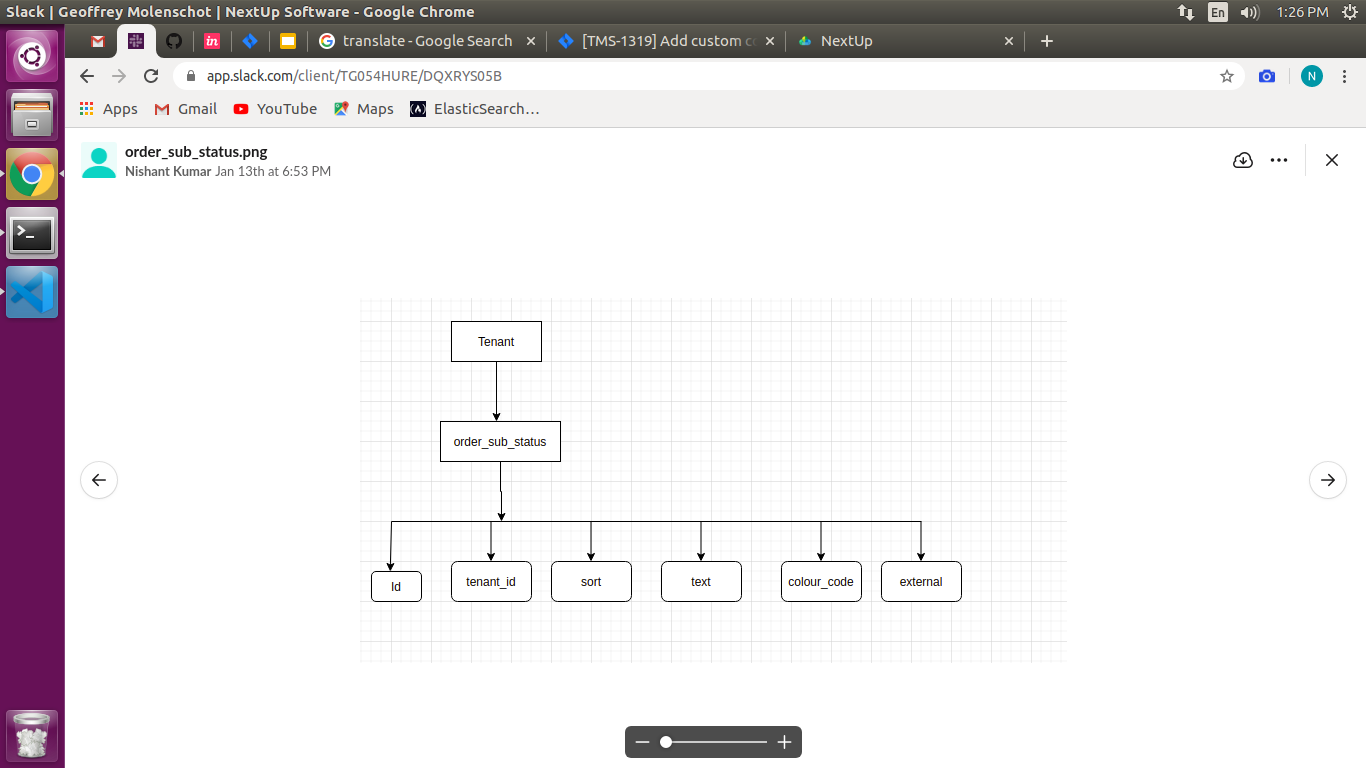 Slack | Geoffrey Molenschot | NextUp Software - Google Chrome
En
1:26 PM
in
translate - Google Search
[TMS-1319] Add custom c
NextUp
app.slack.com/client/TG054HURE/DQXRYS05B
N
Apps
Gmail
YouTube
Maps
ElasticSearch…
order_sub_status.png
Nishant Kumar Jan 13th at 6:53 PM
Tenant
order_sub_status
Id
tenant_id
sort
text
colour_code
external